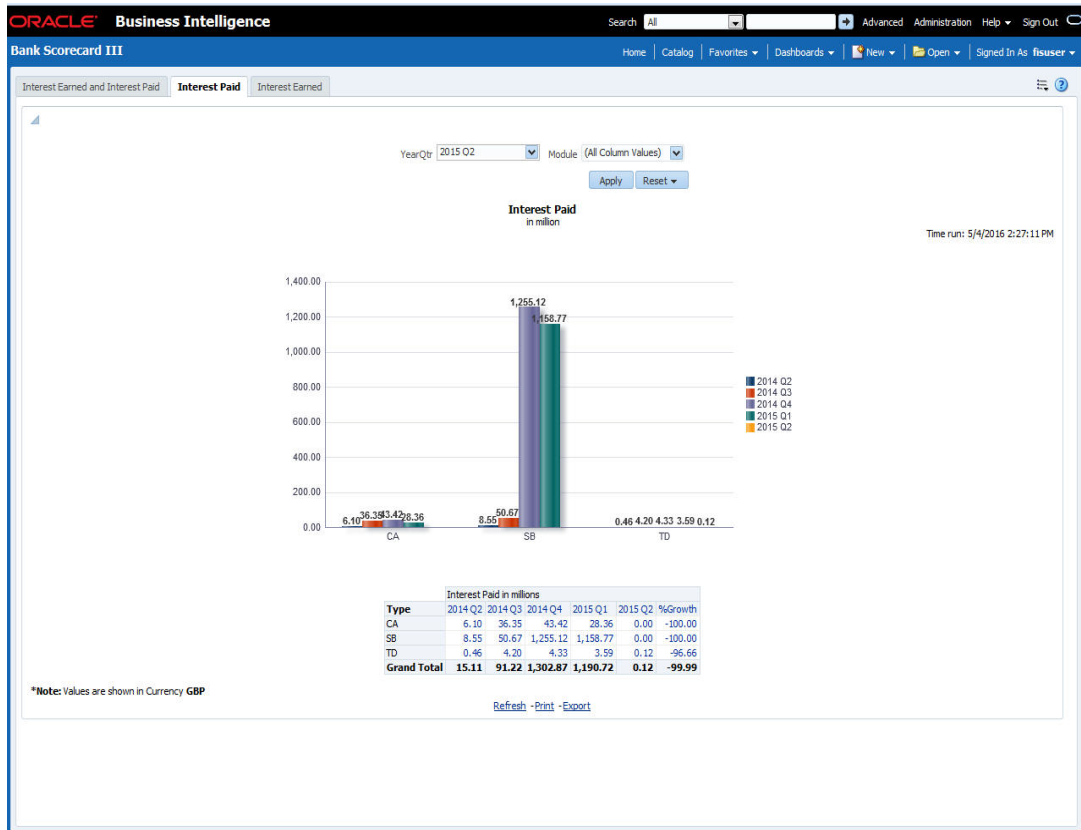 ORACLE® Business Intelligence Search All Advanced Administration Help Sign Out
Bank Scorecard III Home Catalog Favorites Dashboards New Open Signed In As fisuser
Interest Earned and Interest Paid Interest Paid Interest Earned
YearQtr 2015 Q2 Module (All Column Values)
Apply Reset
Interest Paid
in million
Time run: 5/4/2016 2:27:11 PM
1,400.00
1,200.00
1,000.00
800.00
600.00
400.00
200.00
0.00
1,255.12
1,158.77
6.10 36.35 43.42 28.36
8.55 50.67
0.46 4.20 4.33 3.59 0.12
CA SB TD
2014 Q2
2014 Q3
2014 Q4
2015 Q1
2015 Q2
Interest Paid in millions
Type 2014 Q2 2014 Q3 2014 Q4 2015 Q1 2015 Q2 %Growth
CA 6.10 36.35 43.42 28.36 0.00 -100.00
SB 8.55 50.67 1,255.12 1,158.77 0.00 -100.00
TD 0.46 4.20 4.33 3.59 0.12 -96.66
Grand Total 15.11 91.22 1,302.87 1,190.72 0.12 -99.99
*Note: Values are shown in Currency GBP
Refresh -Print -Export